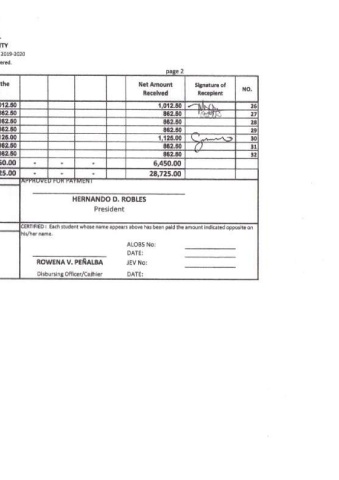 ITY
2019-2020
ered.
page 2
the Net Amount Received Signature of Recepient NO.
012.50 1,012.50 26
862.50 862.50 27
862.50 862.50 28
862.50 862.50 29
125.00 1,125.00 30
862.50 862.50 31
862.50 862.50 32
50.00 - - - 6,450.00
25.00 - - - 28,725.00
APPROVED FOR PAYMENT
HERNANDO D. ROBLES
President
CERTIFIED : Each student whose name appears above has been paid the amount indicated opposite on
his/her name.
ALOBS No:
DATE:
ROWENA V. PEÑALBA JEV No:
Disbursing Officer/Cashier DATE: